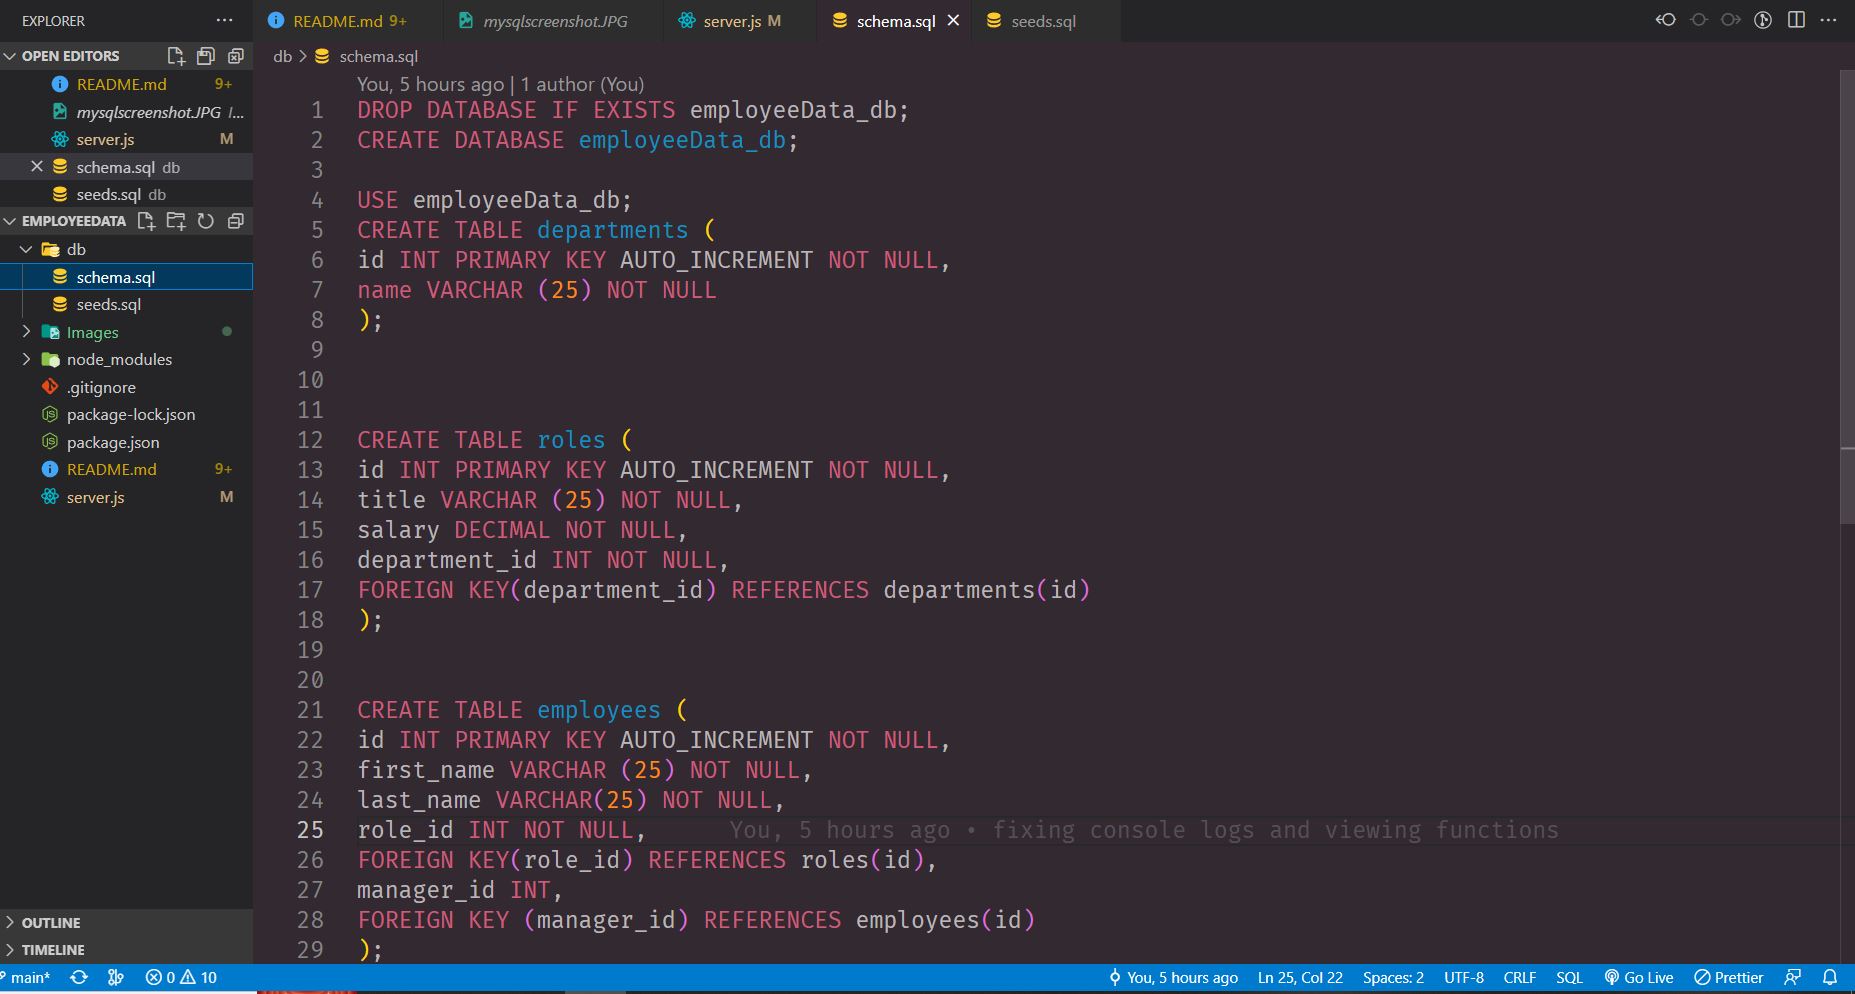 EXPLORER ···
OPEN EDITORS
README.md 9+
mysqlscreenshot.JPG I...
server.js M
schema.sql db
seeds.sql db
EMPLOYEEDATA
db
schema.sql
seeds.sql
Images
node_modules
.gitignore
package-lock.json
package.json
README.md 9+
server.js M
OUTLINE
TIMELINE
README.md 9+ mysqlscreenshot.JPG server.js M schema.sql seeds.sql
db > schema.sql
You, 5 hours ago | 1 author (You)
1 DROP DATABASE IF EXISTS employeeData_db;
2 CREATE DATABASE employeeData_db;
3
4 USE employeeData_db;
5 CREATE TABLE departments (
6 id INT PRIMARY KEY AUTO_INCREMENT NOT NULL,
7 name VARCHAR (25) NOT NULL
8 );
9
10
11
12 CREATE TABLE roles (
13 id INT PRIMARY KEY AUTO_INCREMENT NOT NULL,
14 title VARCHAR (25) NOT NULL,
15 salary DECIMAL NOT NULL,
16 department_id INT NOT NULL,
17 FOREIGN KEY(department_id) REFERENCES departments(id)
18 );
19
20
21 CREATE TABLE employees (
22 id INT PRIMARY KEY AUTO_INCREMENT NOT NULL,
23 first_name VARCHAR (25) NOT NULL,
24 last_name VARCHAR(25) NOT NULL,
25 role_id INT NOT NULL, You, 5 hours ago • fixing console logs and viewing functions
26 FOREIGN KEY(role_id) REFERENCES roles(id),
27 manager_id INT,
28 FOREIGN KEY (manager_id) REFERENCES employees(id)
29 );
main* 0 10 You, 5 hours ago Ln 25, Col 22 Spaces: 2 UTF-8 CRLF SQL Go Live Prettier